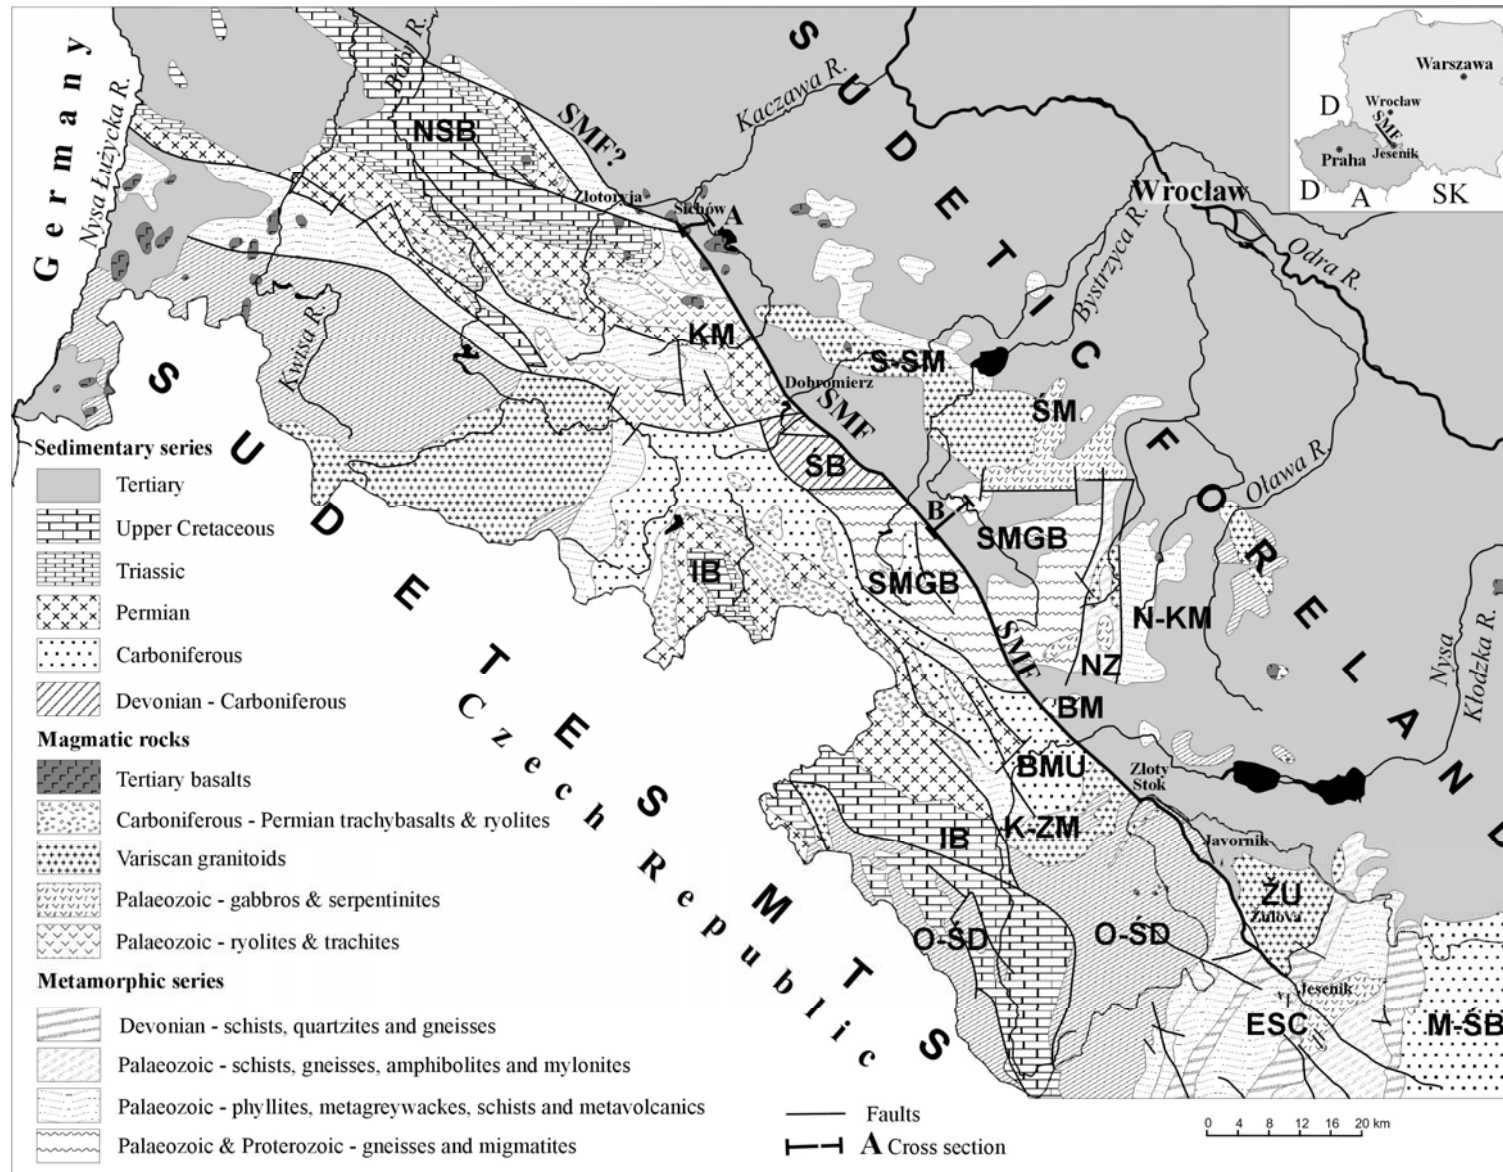 Germany
Nysa Łużycka R.
Bóbr R.
Kwisa R.
Kaczawa R.
Bystrzyca R.
Odra R.
Oława R.
Nysa
Kłodzka R.
SUDETIC FORELAND
SUDETES MTS
Czech Republic
NSB
SMF?
Złotoryja
Sichów
A
Wrocław
KM
S-SM
Dobromierz
SMF
ŚM
ŚB
B
SMGB
SMGB
IB
N-KM
NZ
SMF
BM
BMU
Złoty
Stok
K-ZM
IB
Javornik
ŽU
Žulova
O-ŚD
O-ŚD
Jesenik
ESC
M-ŚB
Warszawa
D
Wrocław
SMF
Jesenik
Praha
D
A
SK
Sedimentary series
Tertiary
Upper Cretaceous
Triassic
Permian
Carboniferous
Devonian - Carboniferous
Magmatic rocks
Tertiary basalts
Carboniferous - Permian trachybasalts & ryolites
Variscan granitoids
Palaeozoic - gabbros & serpentinites
Palaeozoic - ryolites & trachites
Metamorphic series
Devonian - schists, quartzites and gneisses
Palaeozoic - schists, gneisses, amphibolites and mylonites
Palaeozoic - phyllites, metagreywackes, schists and metavolcanics
Palaeozoic & Proterozoic - gneisses and migmatites
Faults
A Cross section
0 4 8 12 16 20 km